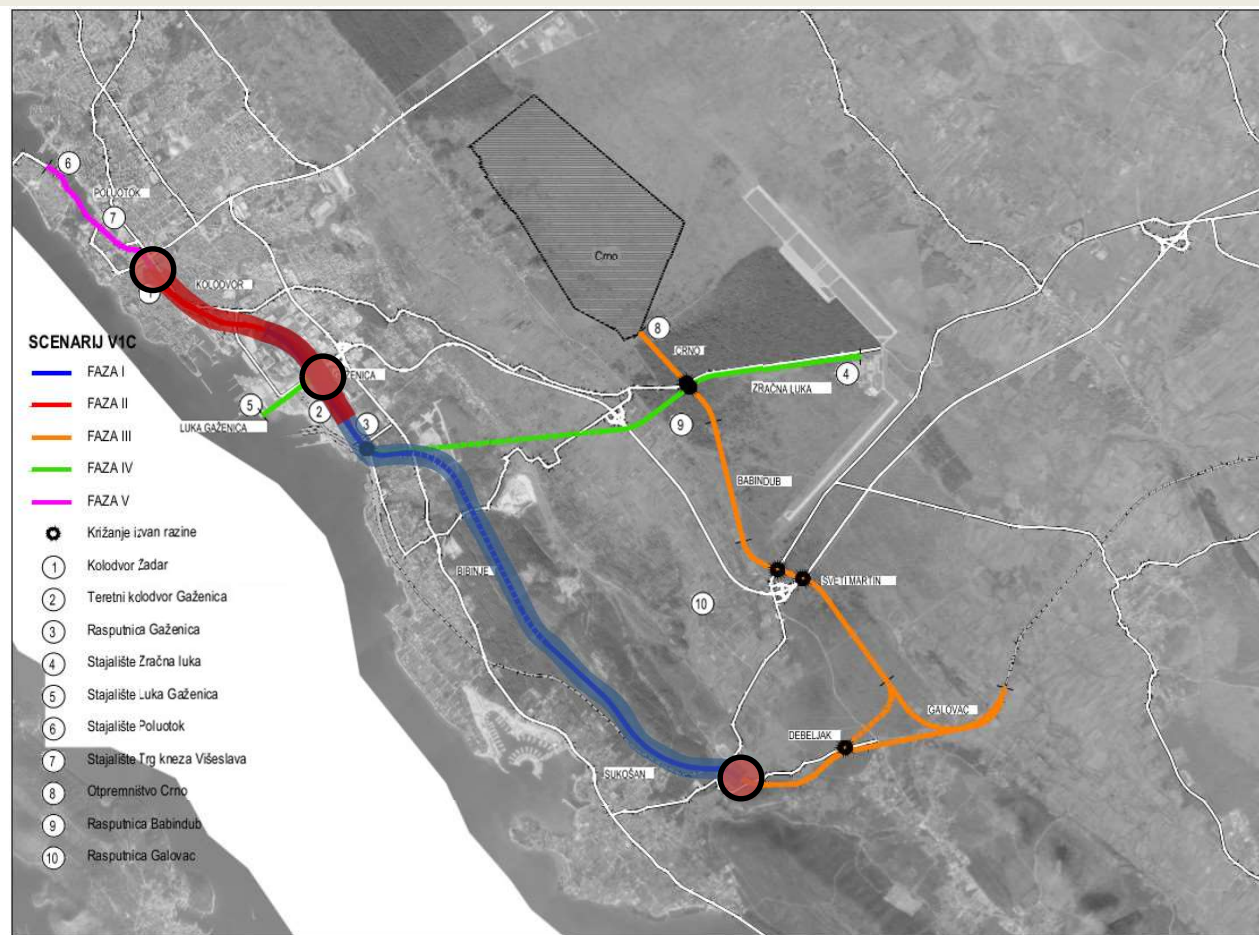 SCENARIJ V1C
FAZA I
FAZA II
FAZA III
FAZA IV
FAZA V
Križanje izvan razine
1 Kolodvor Zadar
2 Teretni kolodvor Gaženica
3 Rasputnica Gaženica
4 Stajalište Zračna luka
5 Stajalište Luka Gaženica
6 Stajalište Poluotok
7 Stajalište Trg kneza Višeslava
8 Otpremništvo Crno
9 Rasputnica Babindub
10 Rasputnica Galovac
6
POLUOTOK
7
KOLODVOR
Crno
8
CRNO
ZRAČNA LUKA
4
5
2
LUKA GAŽENICA
3
9
BABINDUB
BIBINJE
SVETI MARTIN
10
GALOVAC
DEBELJAK
SUKOŠAN